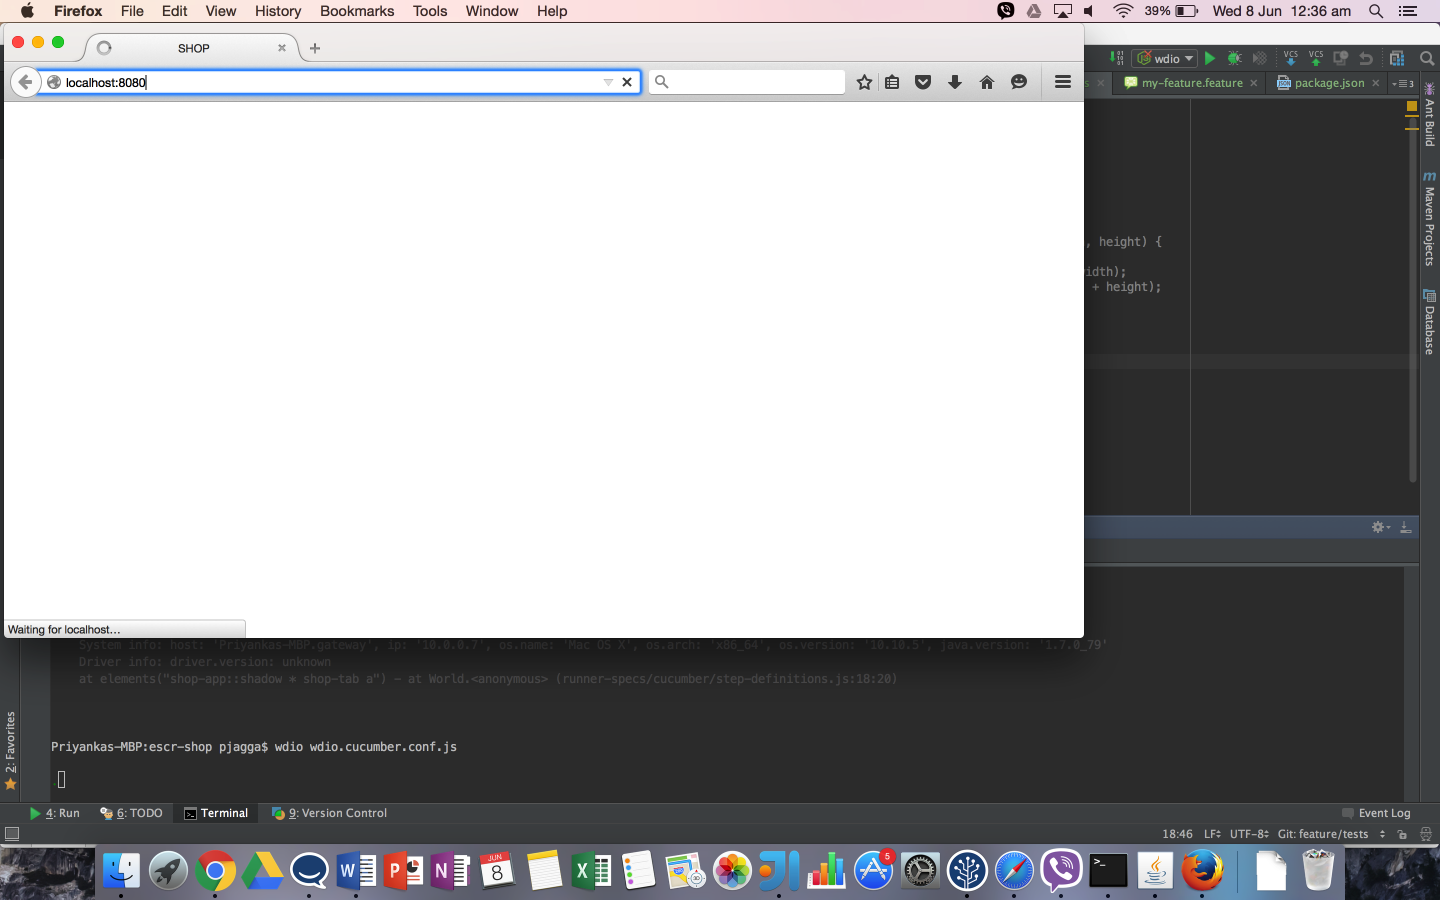 Firefox File Edit View History Bookmarks Tools Window Help 39% Wed 8 Jun 12:36 am
SHOP
localhost:8080
wdio
VCS VCS
my-feature.feature package.json 3
Ant Build
Maven Projects
Database
, height) {
idth);
+ height);
Waiting for localhost...
System info: host: 'Priyankas-MBP.gateway', ip: '10.0.0.7', os.name: 'Mac OS X', os.arch: 'x86_64', os.version: '10.10.5', java.version: '1.7.0_79'
Driver info: driver.version: unknown
at elements("shop-app::shadow * shop-tab a") - at World.<anonymous> (runner-specs/cucumber/step-definitions.js:18:20)
Priyankas-MBP:escr-shop pjagga$ wdio wdio.cucumber.conf.js
2: Favorites
4: Run 6: TODO Terminal 9: Version Control Event Log
18:46 LF UTF-8 Git: feature/tests
W P N JUN 8 X 5